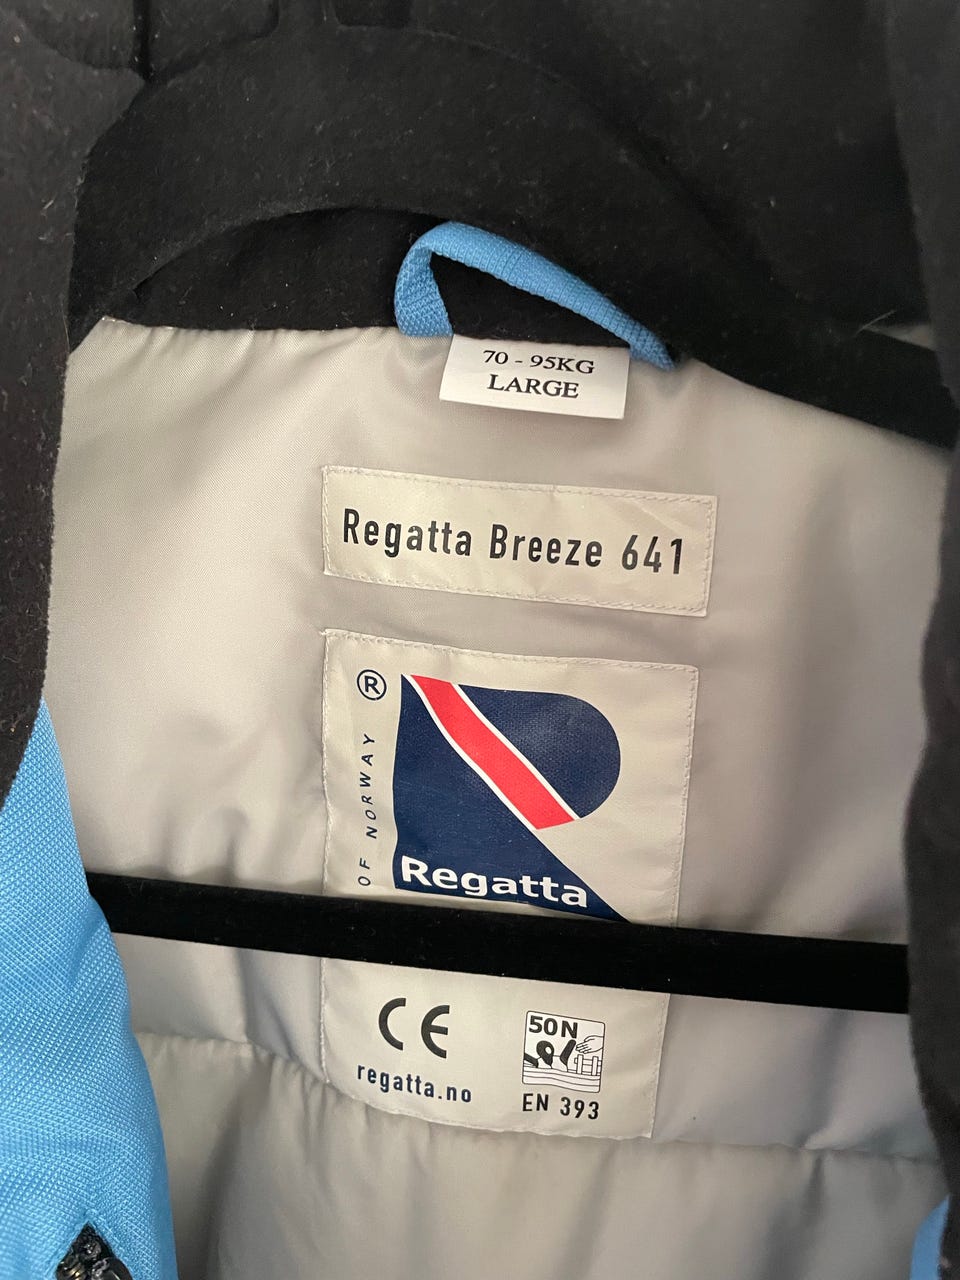 70 - 95KG
LARGE
Regatta Breeze 641
®
OF NORWAY
Regatta
CE
regatta.no
50N
EN 393